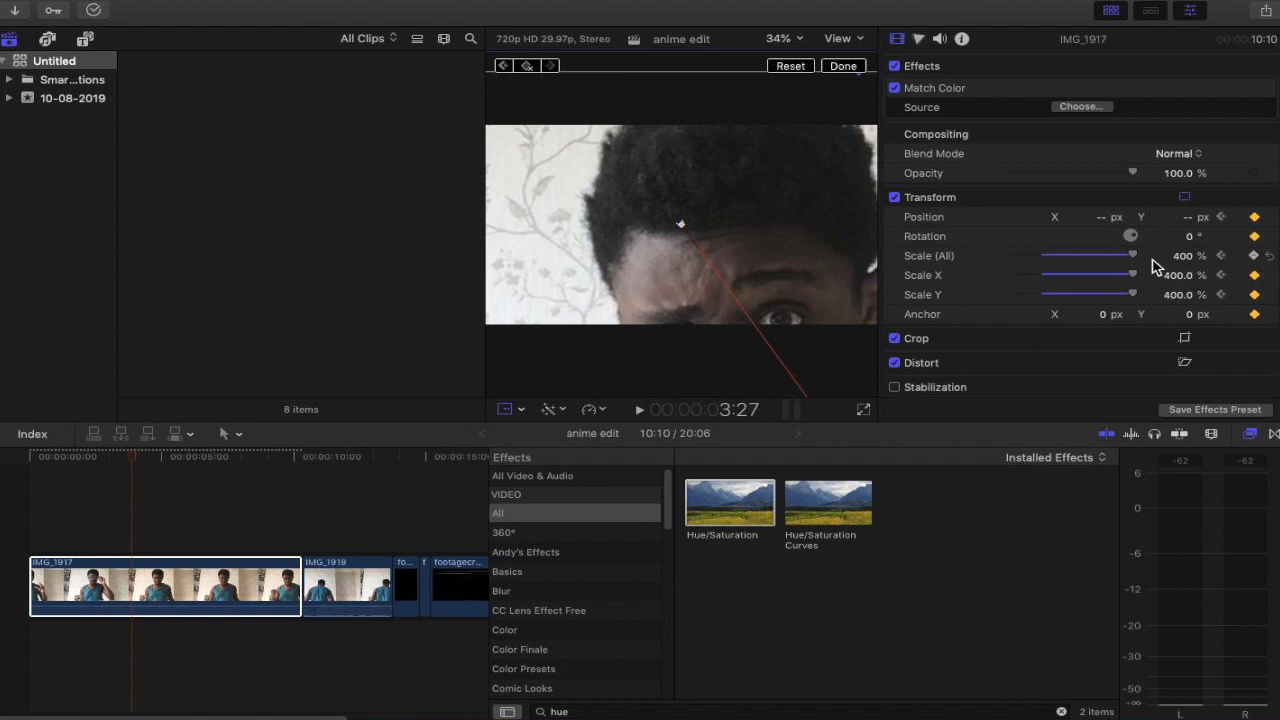 All Clips
720p HD 29.97p, Stereo
anime edit
34%
View
IMG_1917
00:00:10:10
Untitled
Smar...tions
10-08-2019
8 items
Reset
Done
00:00:03:27
Effects
Match Color
Source
Choose...
Compositing
Blend Mode
Normal
Opacity
100.0 %
Transform
Position X -- px Y -- px
Rotation 0 °
Scale (All) 400 %
Scale X 400.0 %
Scale Y 400.0 %
Anchor X 0 px Y 0 px
Crop
Distort
Stabilization
Save Effects Preset
Index
anime edit
10:10 / 20:06
00:00:00:00
00:00:05:00
00:00:10:00
00:00:15:0
IMG_1917
IMG_1919
fo...
f
footagecr...
Effects
Installed Effects
All Video & Audio
VIDEO
All
360°
Andy's Effects
Basics
Blur
CC Lens Effect Free
Color
Color Finale
Color Presets
Comic Looks
Hue/Saturation
Hue/Saturation
Curves
hue
2 items
-62 -62
6
0
-6
-12
-20
-30
-50
-∞
L R